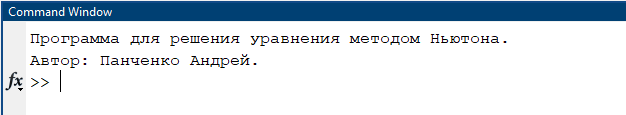 Command Window
Программа для решения уравнения методом Ньютона.
Автор: Панченко Андрей.
fx >>